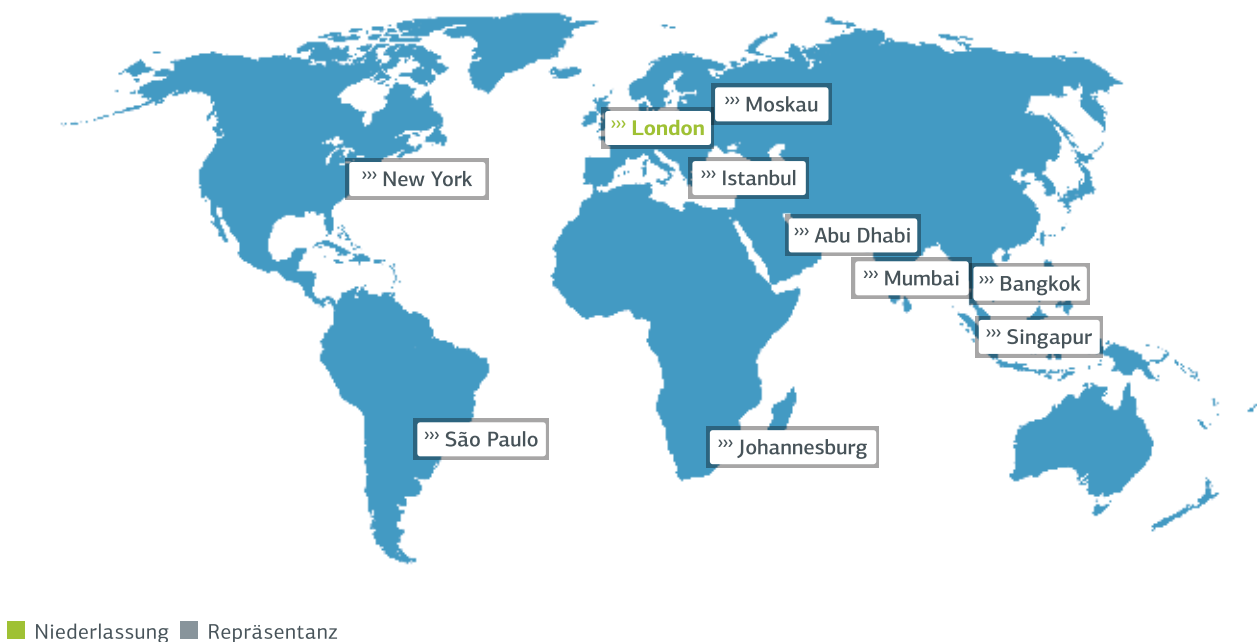 ››› Moskau
››› London
››› New York
››› Istanbul
››› Abu Dhabi
››› Mumbai
››› Bangkok
››› Singapur
››› São Paulo
››› Johannesburg
Niederlassung Repräsentanz